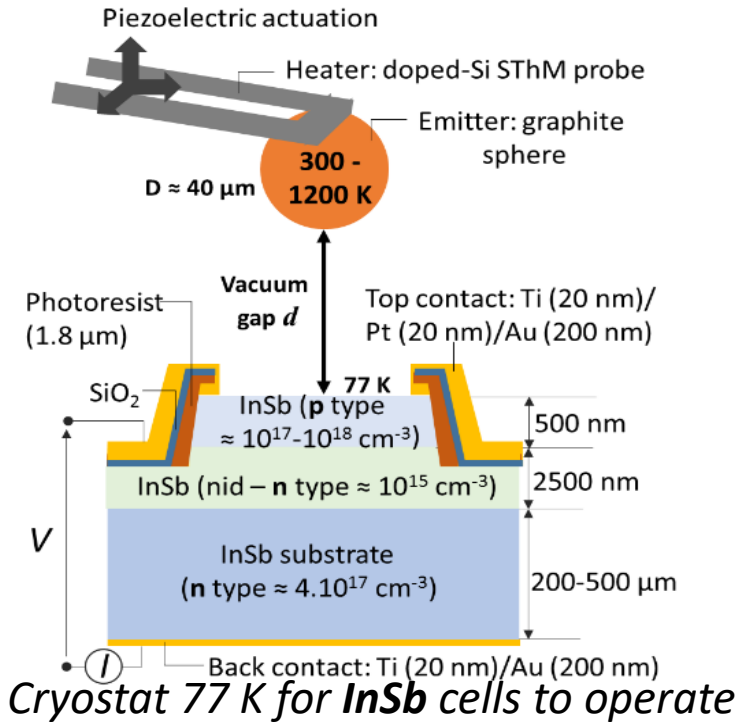 Piezoelectric actuation
Heater: doped-Si SThM probe
Emitter: graphite
sphere
300 -
1200 K
D ≈ 40 μm
Vacuum
gap d
Photoresist
(1.8 μm)
Top contact: Ti (20 nm)/
Pt (20 nm)/Au (200 nm)
SiO₂
77 K
InSb (p type
≈ 10¹⁷-10¹⁸ cm⁻³)
500 nm
InSb (nid – n type ≈ 10¹⁵ cm⁻³)
2500 nm
V
InSb substrate
(n type ≈ 4.10¹⁷ cm⁻³)
200-500 μm
I
Back contact: Ti (20 nm)/Au (200 nm)
Cryostat 77 K for InSb cells to operate